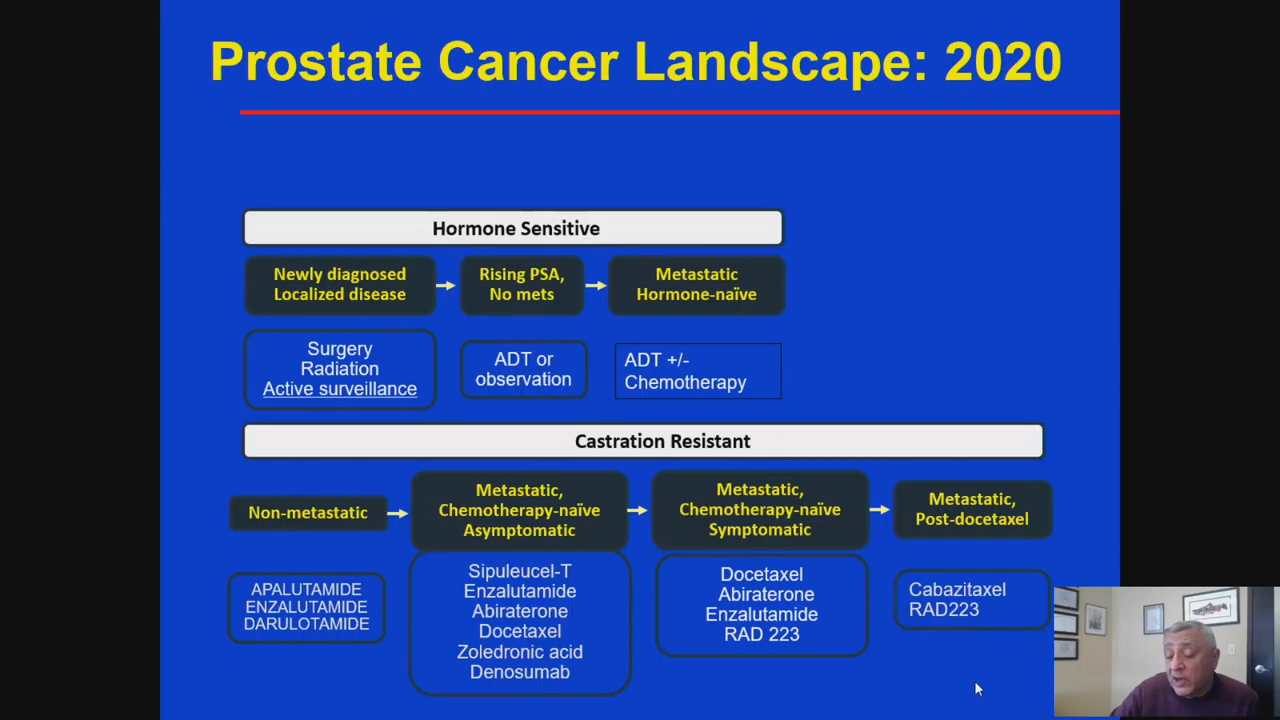 Prostate Cancer Landscape: 2020
Hormone Sensitive
Newly diagnosed
Localized disease
Rising PSA,
No mets
Metastatic
Hormone-naïve
Surgery
Radiation
Active surveillance
ADT or
observation
ADT +/-
Chemotherapy
Castration Resistant
Non-metastatic
Metastatic,
Chemotherapy-naïve
Asymptomatic
Metastatic,
Chemotherapy-naïve
Symptomatic
Metastatic,
Post-docetaxel
APALUTAMIDE
ENZALUTAMIDE
DARULOTAMIDE
Sipuleucel-T
Enzalutamide
Abiraterone
Docetaxel
Zoledronic acid
Denosumab
Docetaxel
Abiraterone
Enzalutamide
RAD 223
Cabazitaxel
RAD223